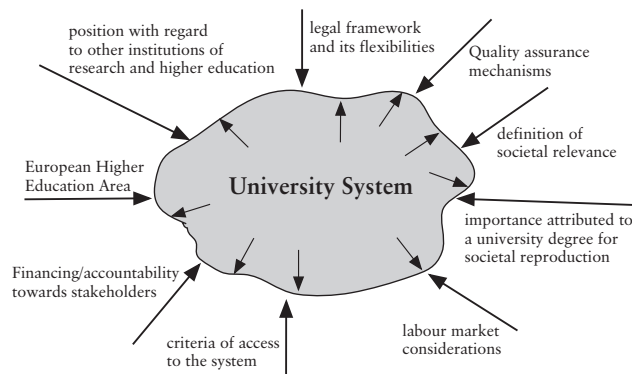 position with regard
to other institutions of
research and higher education
legal framework
and its flexibilities
Quality assurance
mechanisms
definition of
societal relevance
European Higher
Education Area
University System
importance attributed to
a university degree for
societal reproduction
Financing/accountability
towards stakeholders
criteria of access
to the system
labour market
considerations